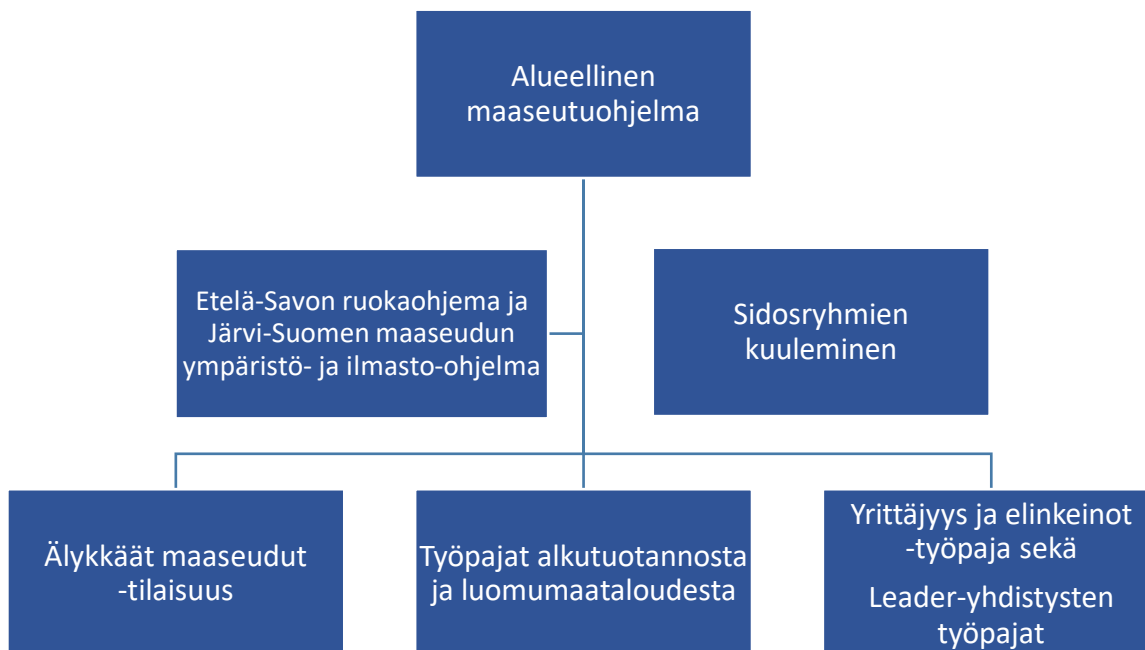 Alueellinen
maaseutuohjelma
Etelä-Savon ruokaohjema ja
Järvi-Suomen maaseudun
ympäristö- ja ilmasto-ohjelma
Sidosryhmien
kuuleminen
Älykkäät maaseudut
-tilaisuus
Työpajat alkutuotannosta
ja luomumaataloudesta
Yrittäjyys ja elinkeinot
-työpaja sekä
Leader-yhdistysten
työpajat